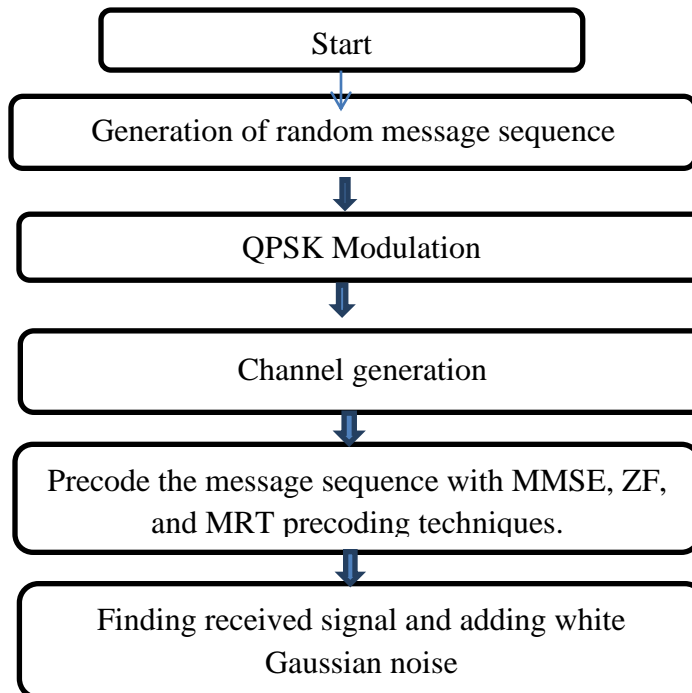 Start
Generation of random message sequence
QPSK Modulation
Channel generation
Precode the message sequence with MMSE, ZF,
and MRT precoding techniques.
Finding received signal and adding white
Gaussian noise